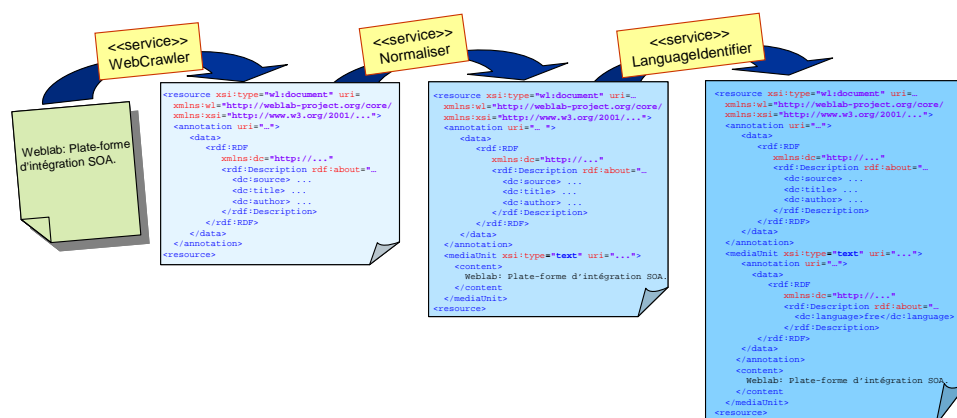 <<service>>
WebCrawler
<<service>>
Normaliser
<<service>>
LanguageIdentifier
Weblab: Plate-forme
d'intégration SOA.
<resource xsi:type="wl:document" uri=
xmlns:wl="http://weblab-project.org/core/
xmlns:xsi="http://www.w3.org/2001/...">
<annotation uri="…">
<data>
<rdf:RDF
xmlns:dc="http://..."
<rdf:Description rdf:about="…
<dc:source> ...
<dc:title> ...
<dc:author> ...
</rdf:Description>
</rdf:RDF>
</data>
</annotation>
<resource>
<resource xsi:type="wl:document" uri=…
xmlns:wl="http://weblab-project.org/core/
xmlns:xsi="http://www.w3.org/2001/...">
<annotation uri="… ">
<data>
<rdf:RDF
xmlns:dc="http://..."
<rdf:Description rdf:about="…
<dc:source> ...
<dc:title> ...
<dc:author> ...
</rdf:Description>
</rdf:RDF>
</data>
</annotation>
<mediaUnit xsi:type="text" uri="...">
<content>
Weblab: Plate-forme d'intégration SOA.
</content
</mediaUnit>
<resource>
<resource xsi:type="wl:document" uri=…
xmlns:wl="http://weblab-project.org/core/
xmlns:xsi="http://www.w3.org/2001/...">
<annotation uri="…">
<data>
<rdf:RDF
xmlns:dc="http://..."
<rdf:Description rdf:about="…
<dc:source> ...
<dc:title> ...
<dc:author> ...
</rdf:Description>
</rdf:RDF>
</data>
</annotation>
<mediaUnit xsi:type="text" uri="...">
<annotation uri="…">
<data>
<rdf:RDF
xmlns:dc="http://..."
<rdf:Description rdf:about="…
<dc:language>fre</dc:language>
</rdf:Description>
</rdf:RDF>
</data>
</annotation>
<content>
Weblab: Plate-forme d'intégration SOA.
</content
</mediaUnit>
<resource>